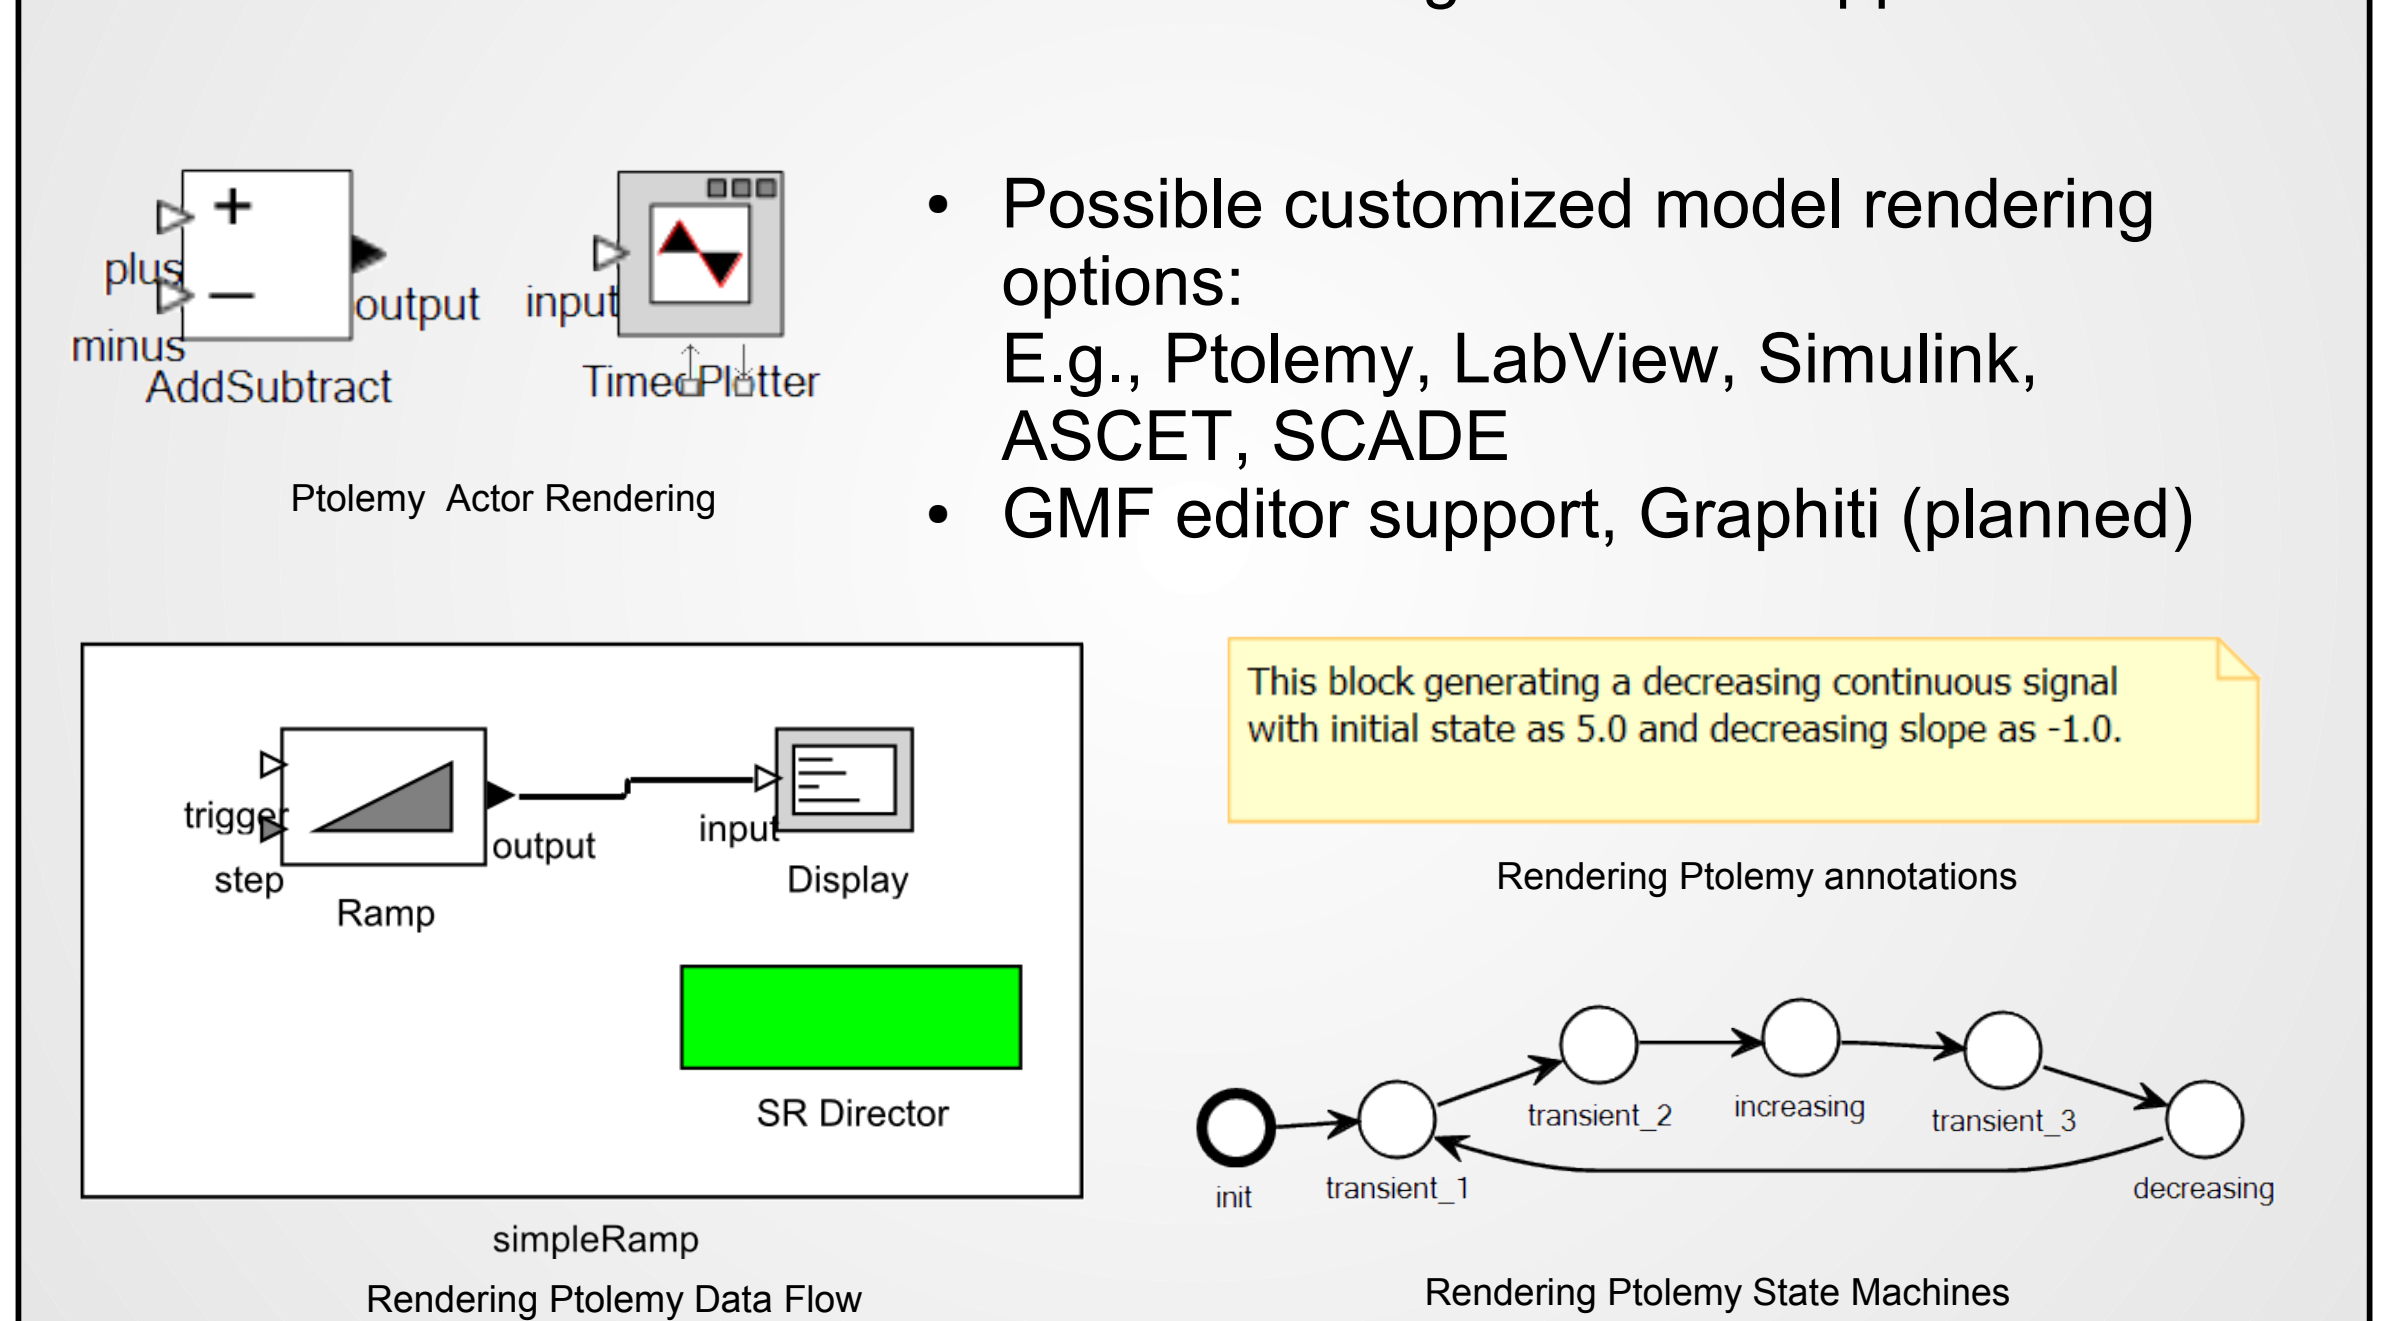 plus
minus
output
AddSubtract
input
TimedPlotter
Ptolemy  Actor Rendering
• Possible customized model rendering
options:
E.g., Ptolemy, LabView, Simulink,
ASCET, SCADE
• GMF editor support, Graphiti (planned)
trigger
step
output
Ramp
input
Display
SR Director
simpleRamp
Rendering Ptolemy Data Flow
This block generating a decreasing continuous signal
with initial state as 5.0 and decreasing slope as -1.0.
Rendering Ptolemy annotations
init
transient_1
transient_2
increasing
transient_3
decreasing
Rendering Ptolemy State Machines